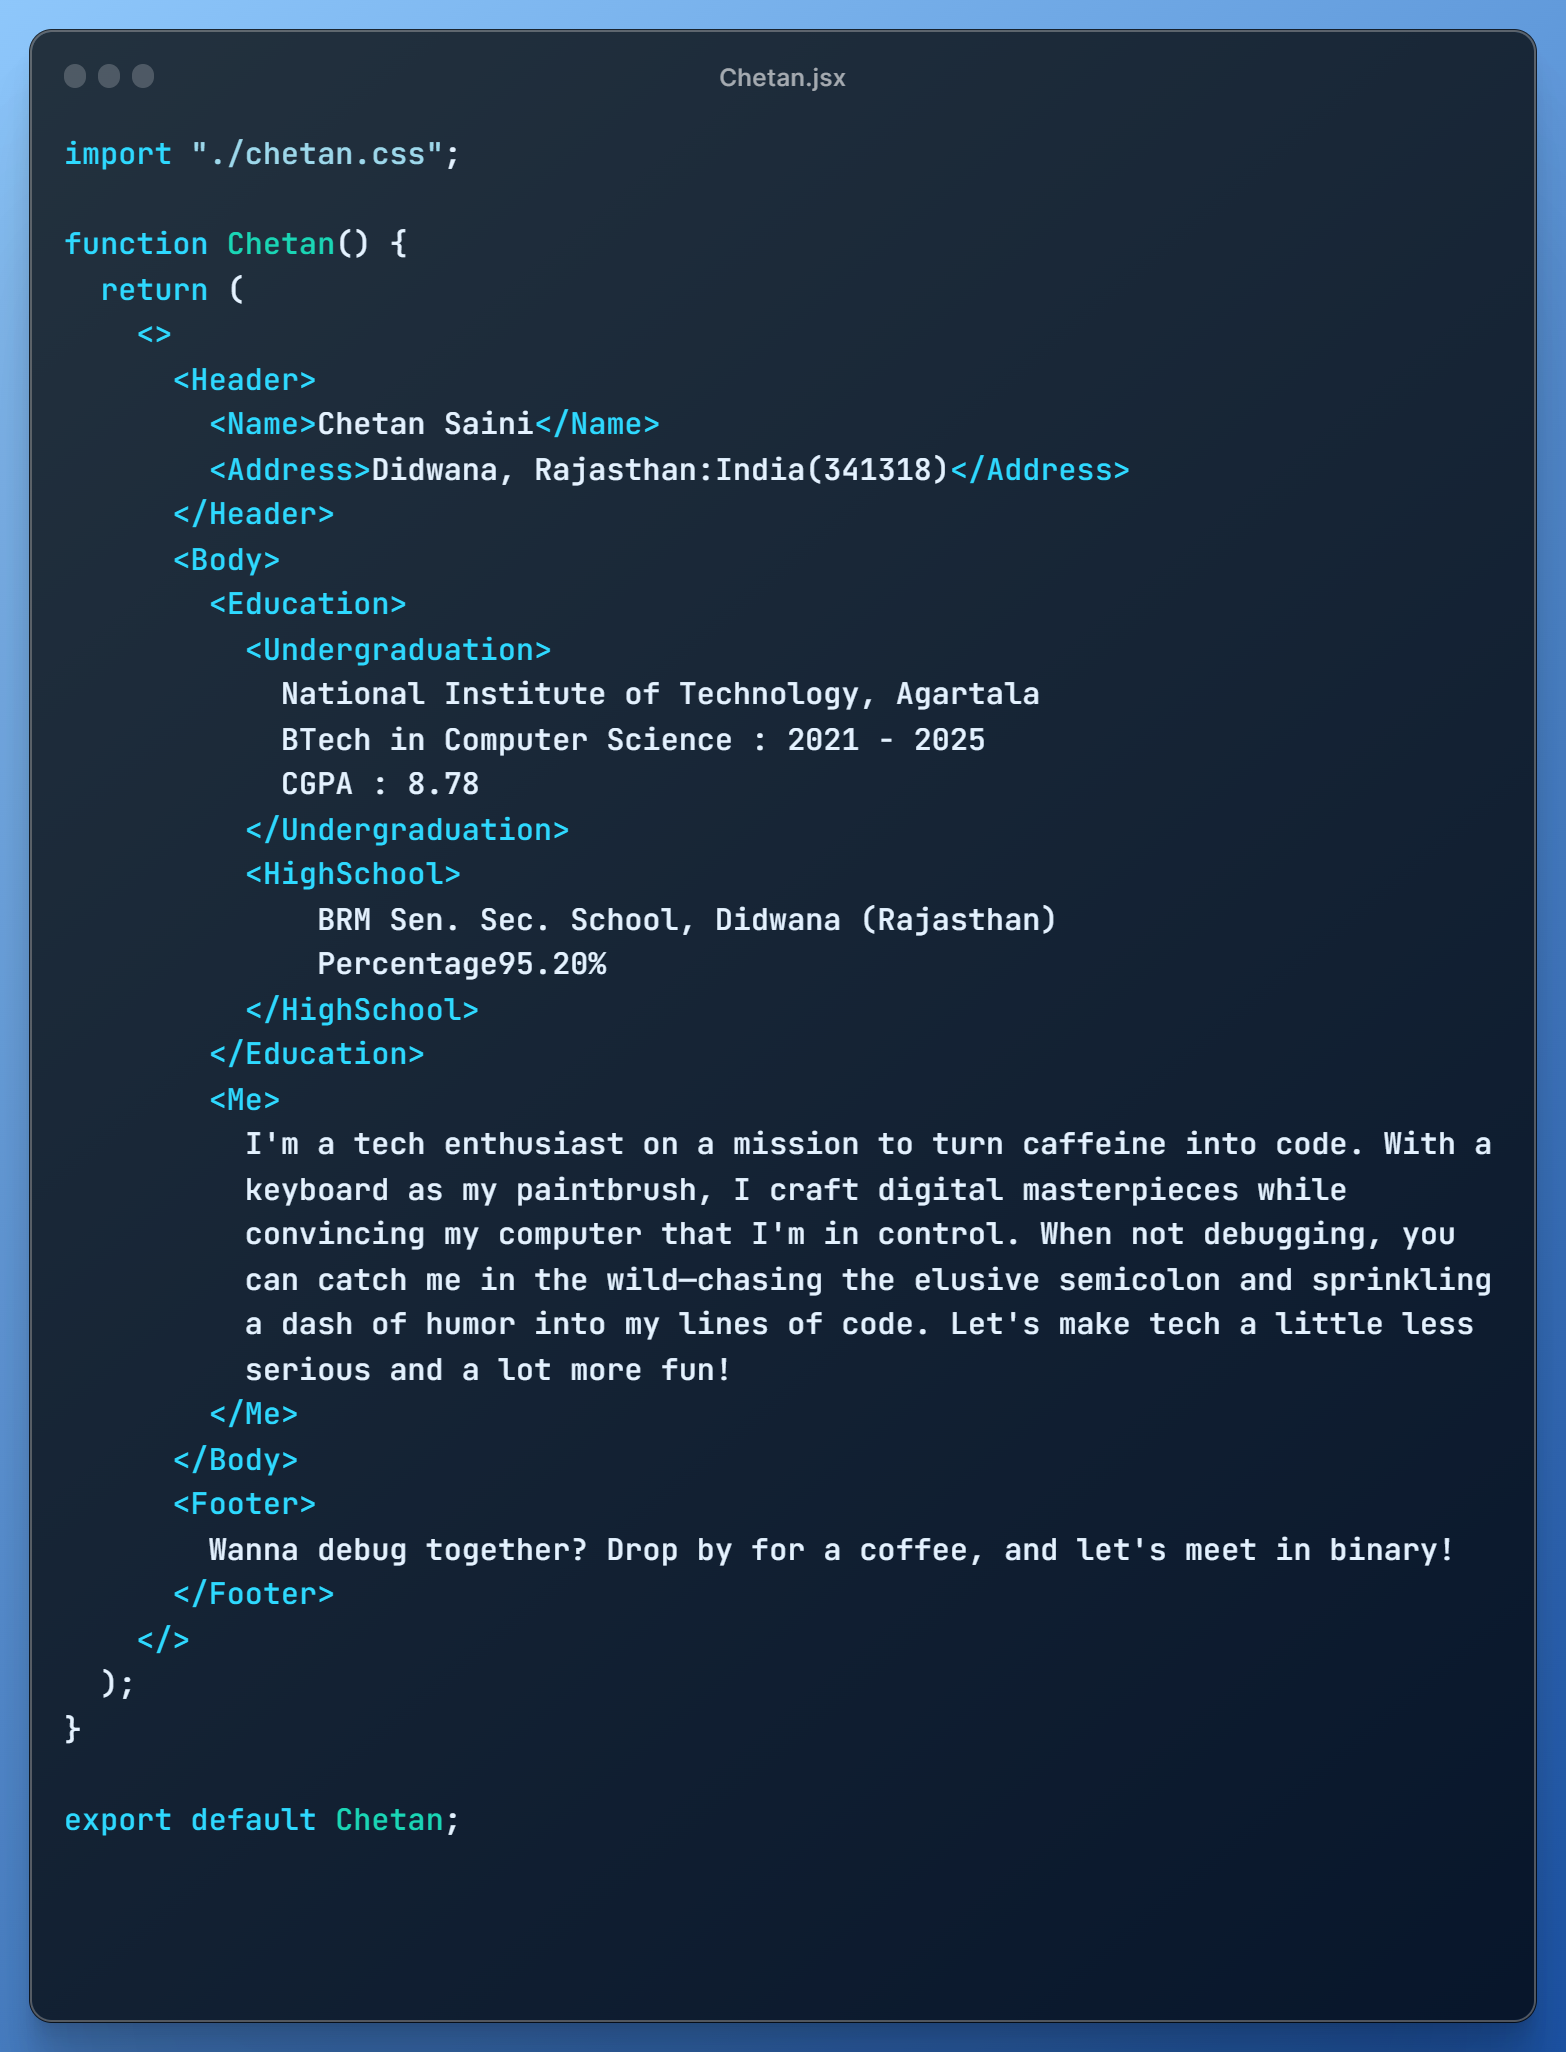 Chetan.jsx
import "./chetan.css";
function Chetan() {
  return (
    <>
      <Header>
        <Name>Chetan Saini</Name>
        <Address>Didwana, Rajasthan:India(341318)</Address>
      </Header>
      <Body>
        <Education>
          <Undergraduation>
            National Institute of Technology, Agartala
            BTech in Computer Science : 2021 - 2025
            CGPA : 8.78
          </Undergraduation>
          <HighSchool>
              BRM Sen. Sec. School, Didwana (Rajasthan)
              Percentage95.20%
          </HighSchool>
        </Education>
        <Me>
          I'm a tech enthusiast on a mission to turn caffeine into code. With a
          keyboard as my paintbrush, I craft digital masterpieces while
          convincing my computer that I'm in control. When not debugging, you
          can catch me in the wild—chasing the elusive semicolon and sprinkling
          a dash of humor into my lines of code. Let's make tech a little less
          serious and a lot more fun!
        </Me>
      </Body>
      <Footer>
        Wanna debug together? Drop by for a coffee, and let's meet in binary!
      </Footer>
    </>
  );
}
export default Chetan;